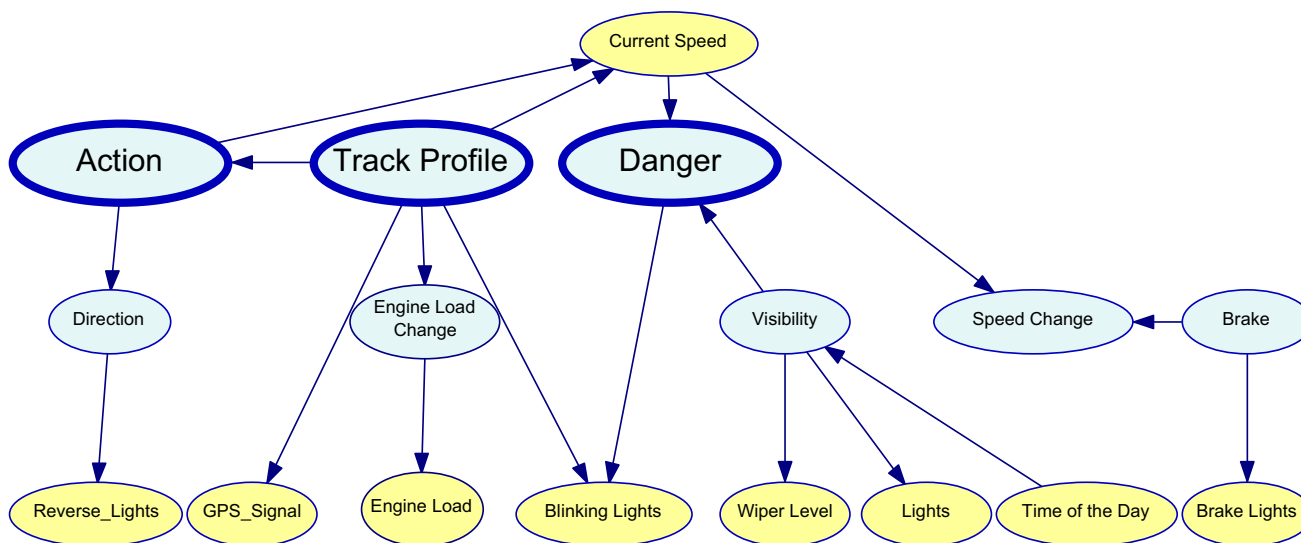 Current Speed
Action
Track Profile
Danger
Direction
Engine Load
Change
Visibility
Speed Change
Brake
Reverse_Lights
GPS_Signal
Engine Load
Blinking Lights
Wiper Level
Lights
Time of the Day
Brake Lights